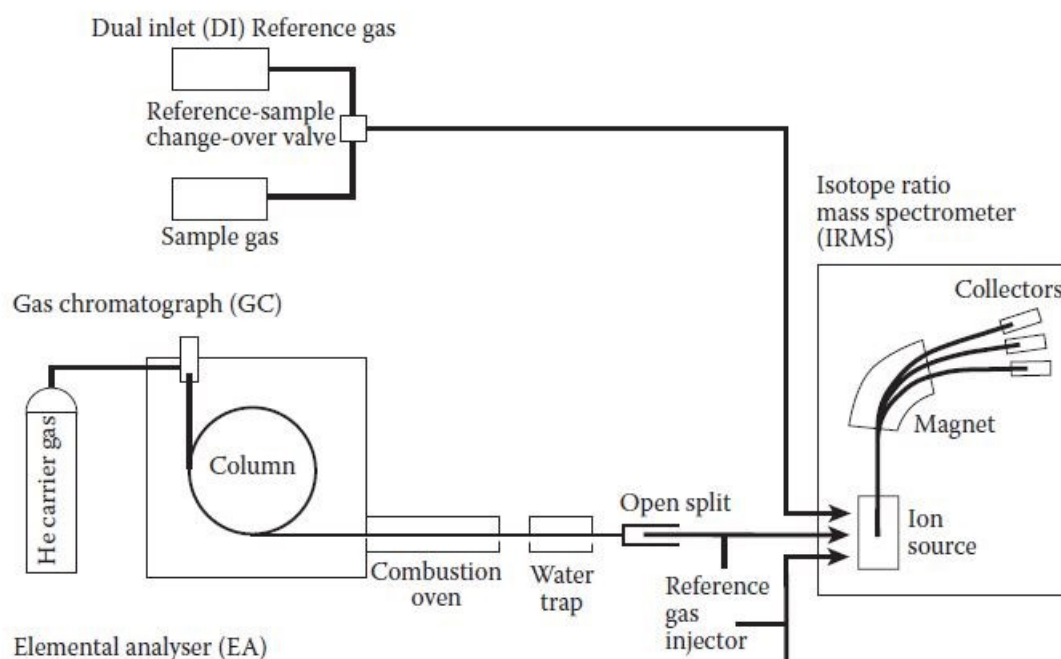 Dual inlet (DI) Reference gas
Reference-sample
change-over valve
Sample gas
Isotope ratio
mass spectrometer
(IRMS)
Collectors
Magnet
Ion
source
Gas chromatograph (GC)
He carrier gas
Column
Open split
Combustion
oven
Water
trap
Reference
gas
injector
Elemental analyser (EA)